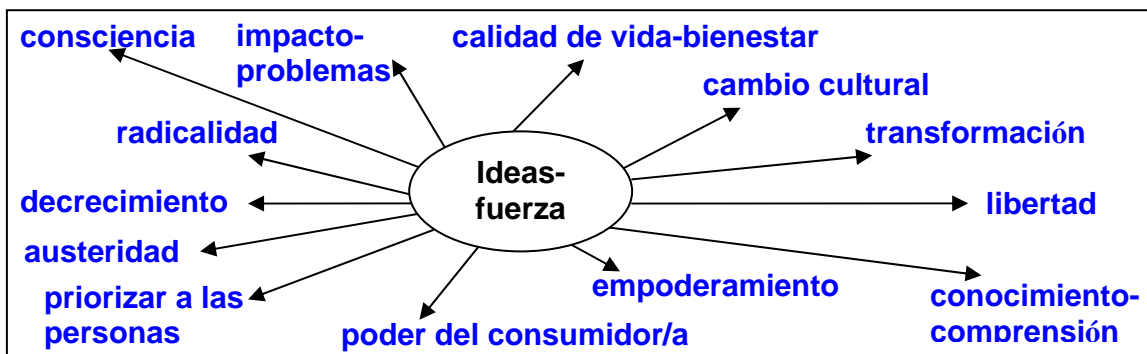 consciencia
impacto-
problemas
calidad de vida-bienestar
cambio cultural
radicalidad
transformación
Ideas-
fuerza
decrecimiento
libertad
austeridad
priorizar a las
personas
poder del consumidor/a
empoderamiento
conocimiento-
comprensión